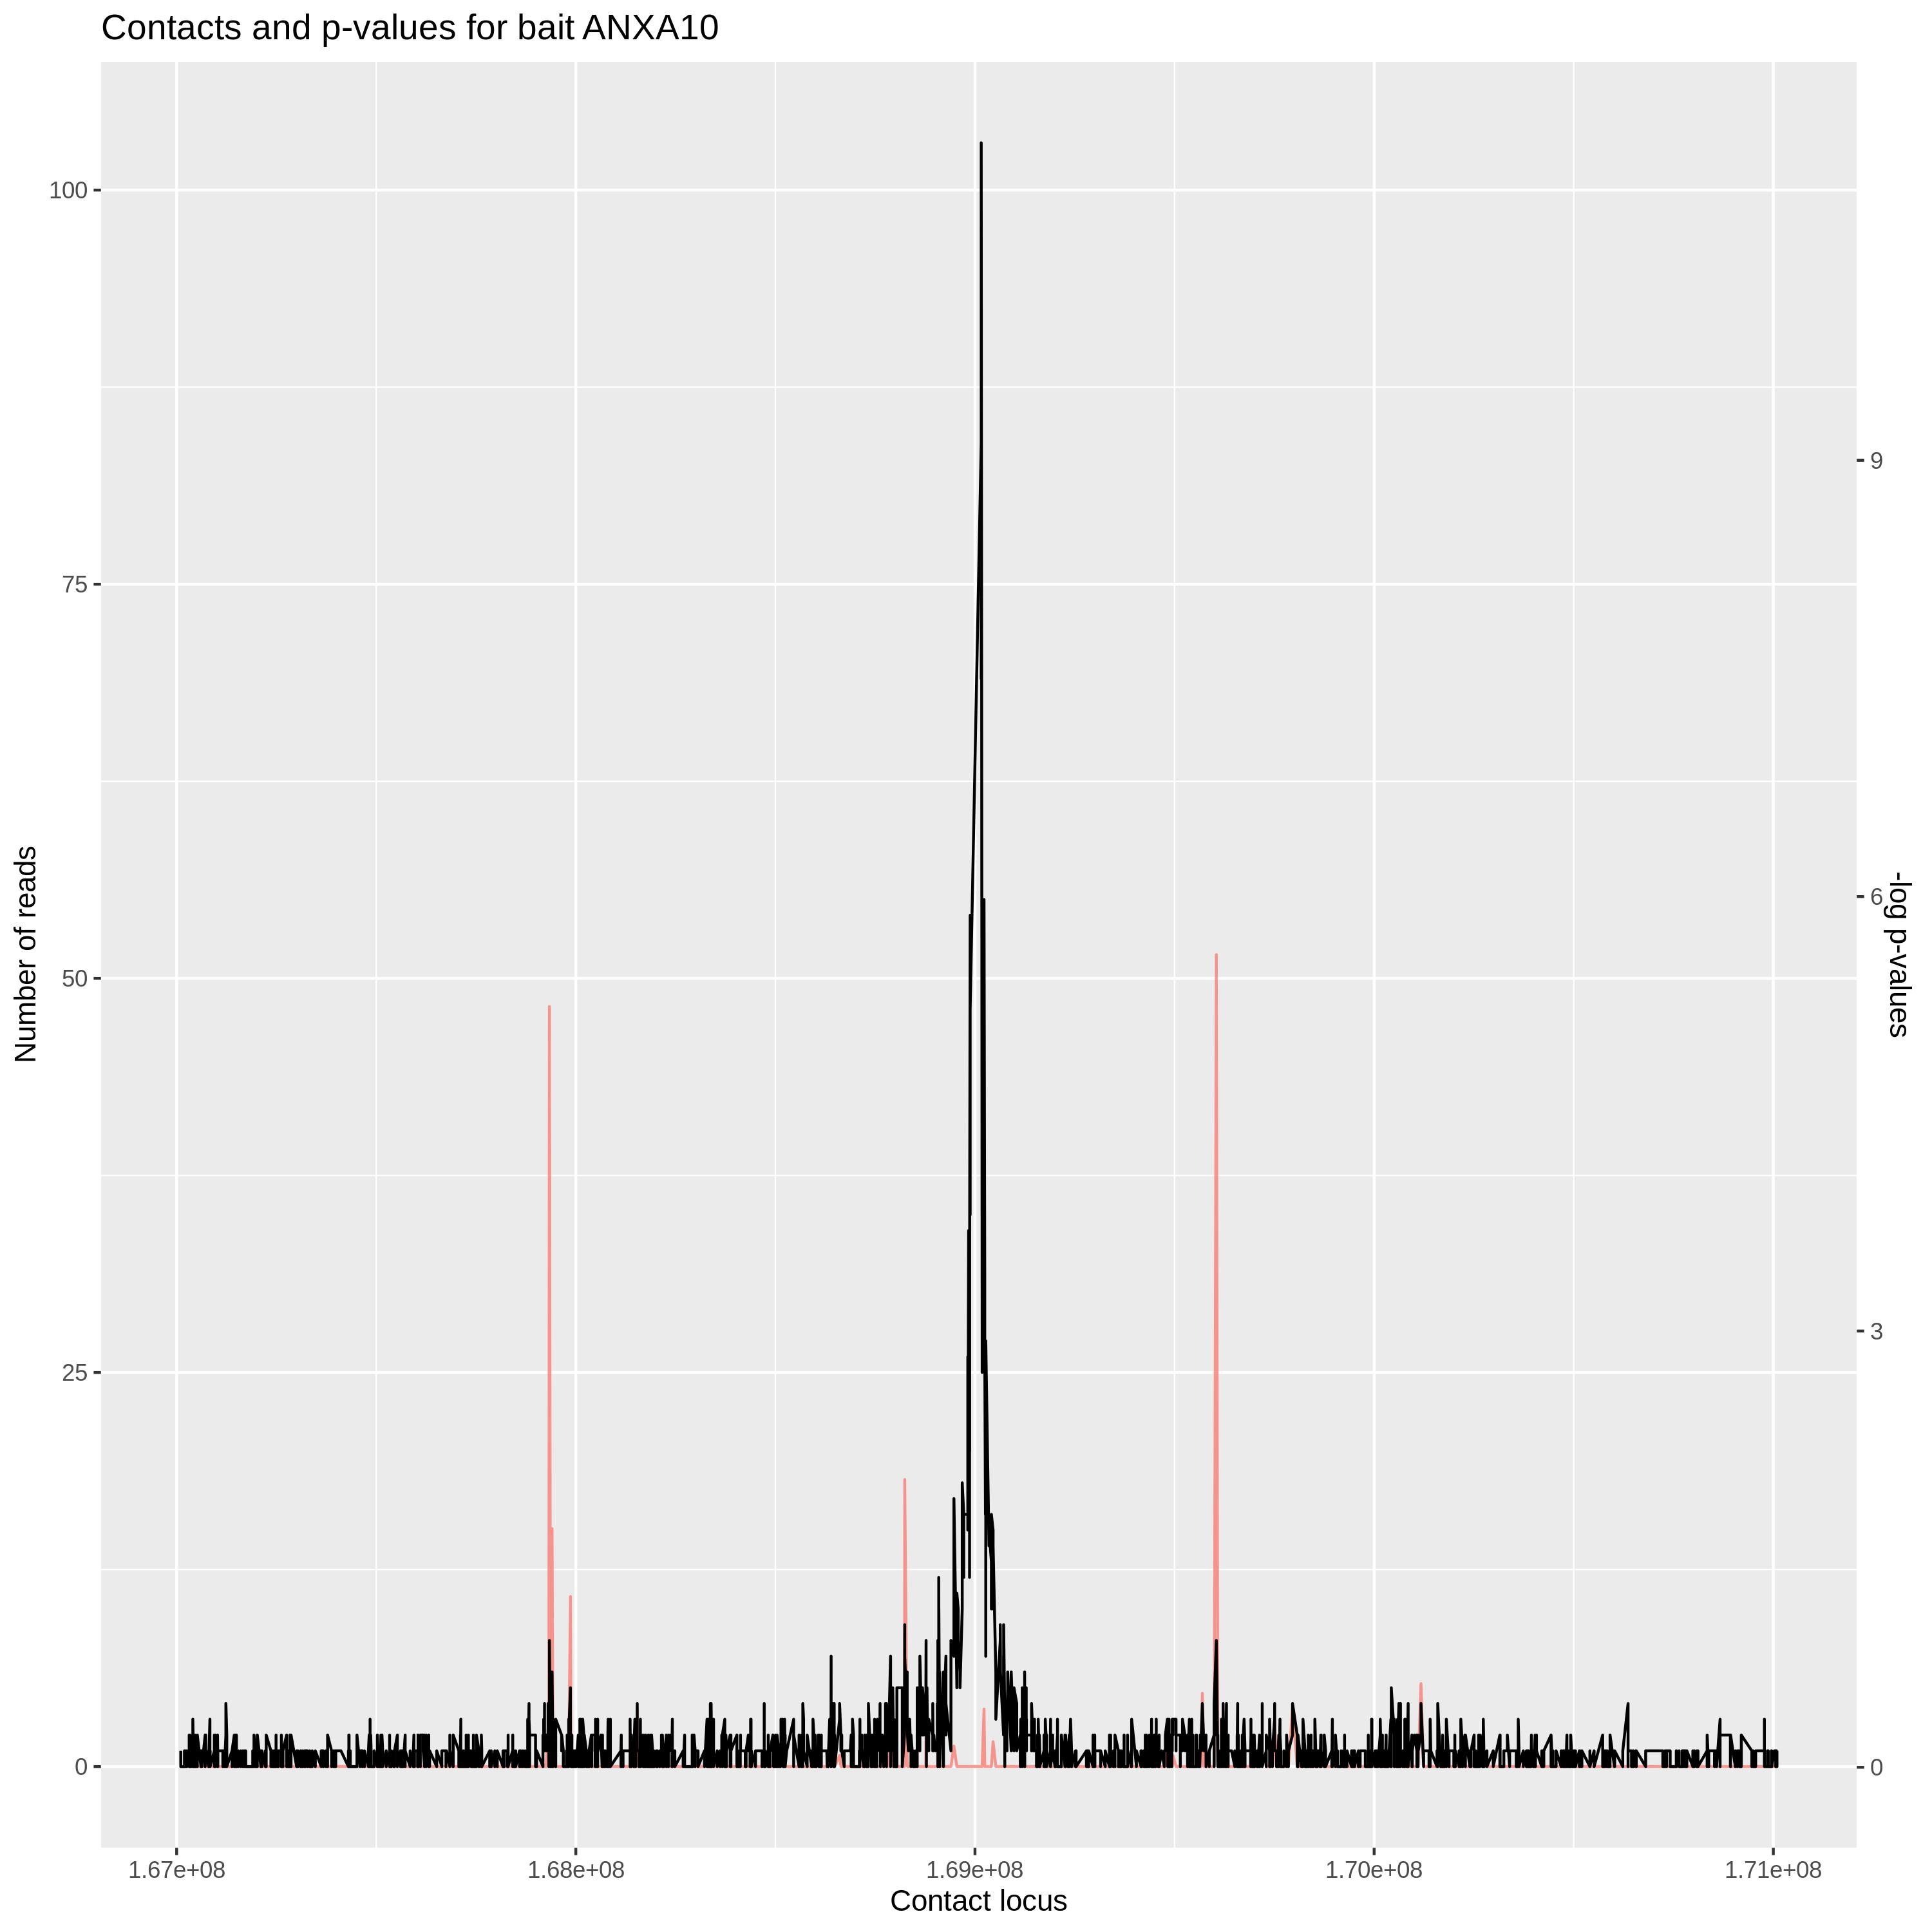 Contacts and p-values for bait ANXA10
100
75
50
25
0
Number of reads
9
6
3
0
-log p-values
1.67e+08 1.68e+08 1.69e+08 1.70e+08 1.71e+08
Contact locus